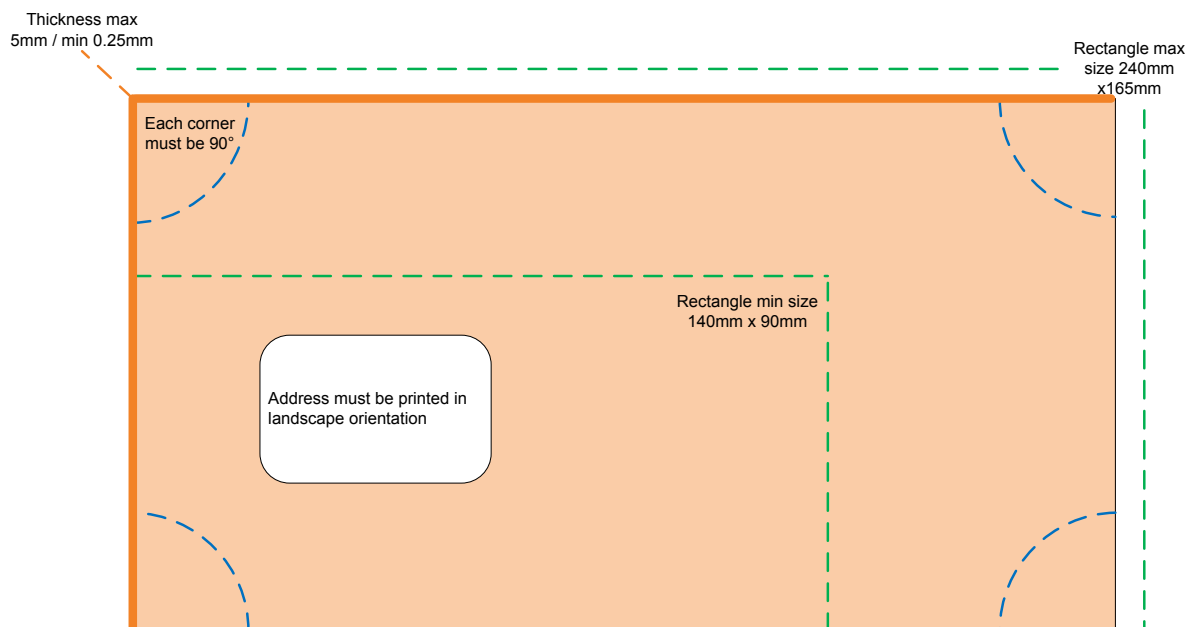 Thickness max
5mm / min 0.25mm
Rectangle max
size 240mm
x165mm
Each corner
must be 90°
Rectangle min size
140mm x 90mm
Address must be printed in
landscape orientation